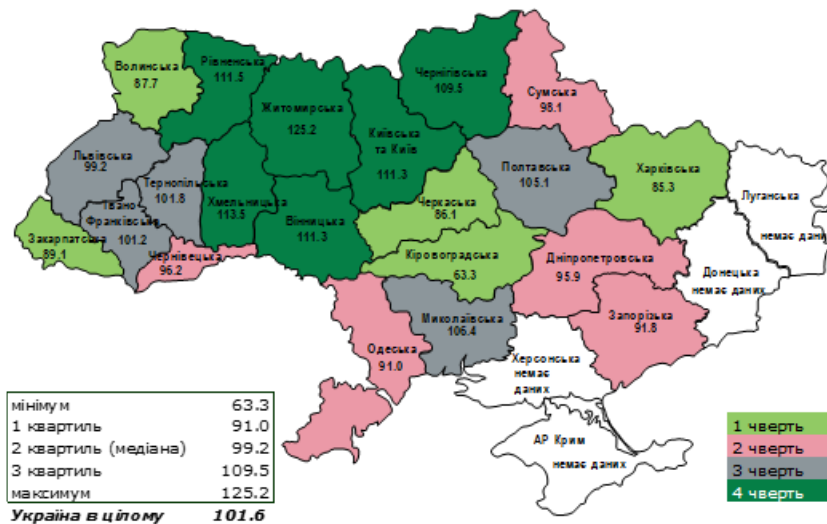 Волинська
87.7
Рівненська
111.5
Житомирська
125.2
Київська
та Київ
111.3
Чернігівська
109.5
Сумська
98.1
Львівська
99.2
Тернопільська
101.8
Хмельницька
113.5
Вінницька
111.3
Івано
Франківська
101.2
Закарпатська
89.1
Чернівецька
96.2
Черкаська
86.1
Полтавська
105.1
Харківська
85.3
Луганська
немає даних
Кіровоградська
63.3
Дніпропетровська
95.9
Донецька
немає даних
Запорізька
91.8
Миколаївська
106.4
Одеська
91.0
Херсонська
немає
даних
АР Крим
немає даних
мінімум 63.3
1 квартиль 91.0
2 квартиль (медіана) 99.2
3 квартиль 109.5
максимум 125.2
Україна в цілому 101.6
1 чверть
2 чверть
3 чверть
4 чверть